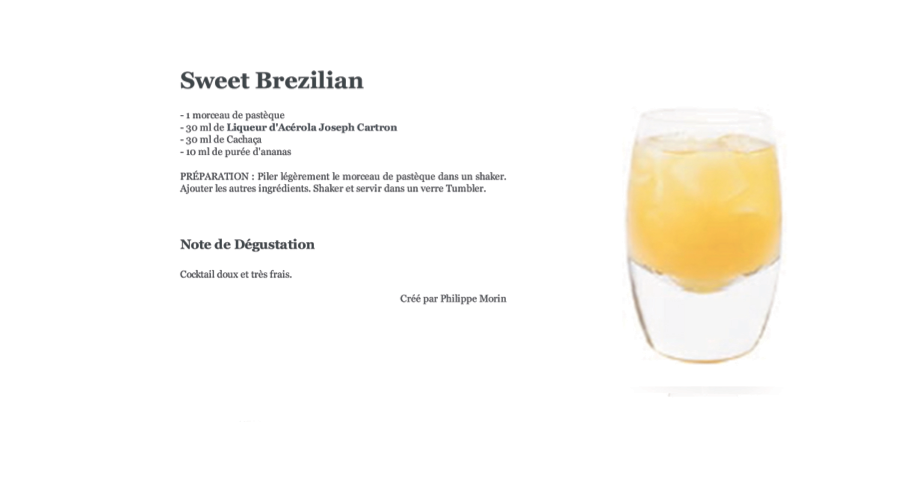 Sweet Brezilian
- 1 morceau de pastèque
- 30 ml de Liqueur d'Acérola Joseph Cartron
- 30 ml de Cachaça
- 10 ml de purée d'ananas
PRÉPARATION : Piler légèrement le morceau de pastèque dans un shaker.
Ajouter les autres ingrédients. Shaker et servir dans un verre Tumbler.
Note de Dégustation
Cocktail doux et très frais.
Créé par Philippe Morin